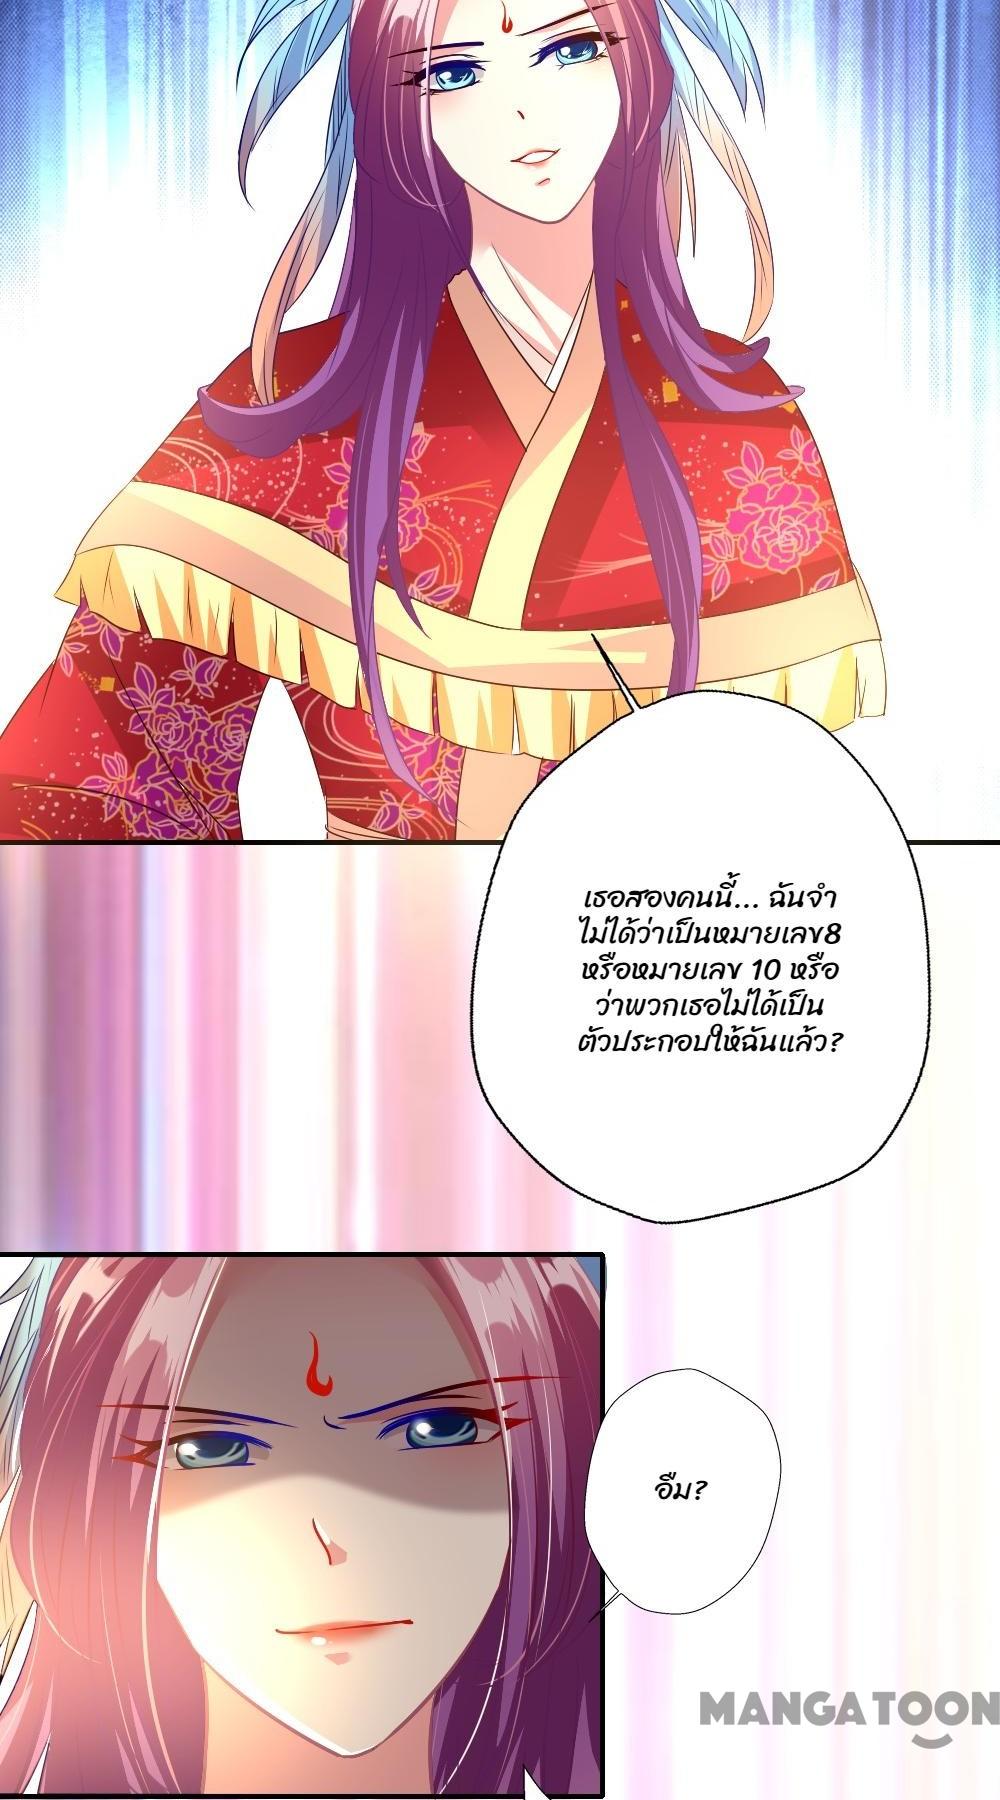 เธอสองคนนี้... ฉันจำ
ไม่ได้ว่าเป็นหมายเลข8
หรือหมายเลข 10 หรือ
ว่าพวกเธอไม่ได้เป็น
ตัวประกอบให้ฉันแล้ว?
อืม?
MANGATOON